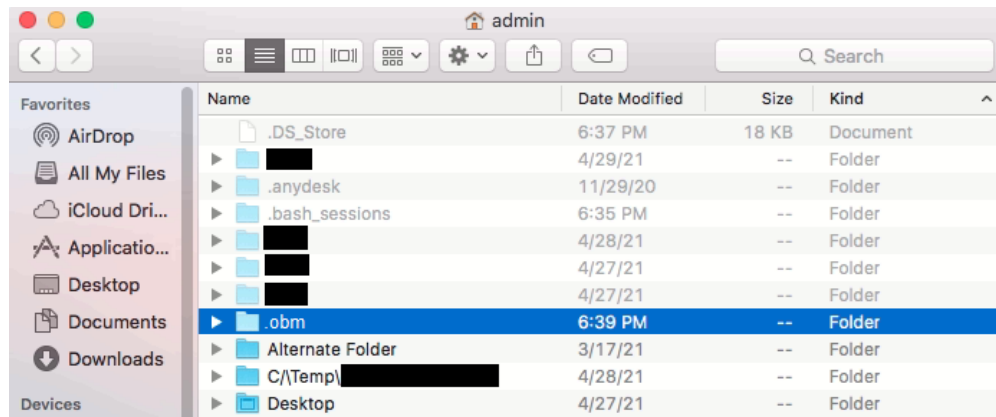 admin
Search
Favorites
AirDrop
All My Files
iCloud Dri...
Applicatio...
Desktop
Documents
Downloads
Devices
Name Date Modified Size Kind
.DS_Store 6:37 PM 18 KB Document
4/29/21 -- Folder
.anydesk 11/29/20 -- Folder
.bash_sessions 6:35 PM -- Folder
4/28/21 -- Folder
4/27/21 -- Folder
4/27/21 -- Folder
.obm 6:39 PM -- Folder
Alternate Folder 3/17/21 -- Folder
C/\Temp\ 4/28/21 -- Folder
Desktop 4/27/21 -- Folder